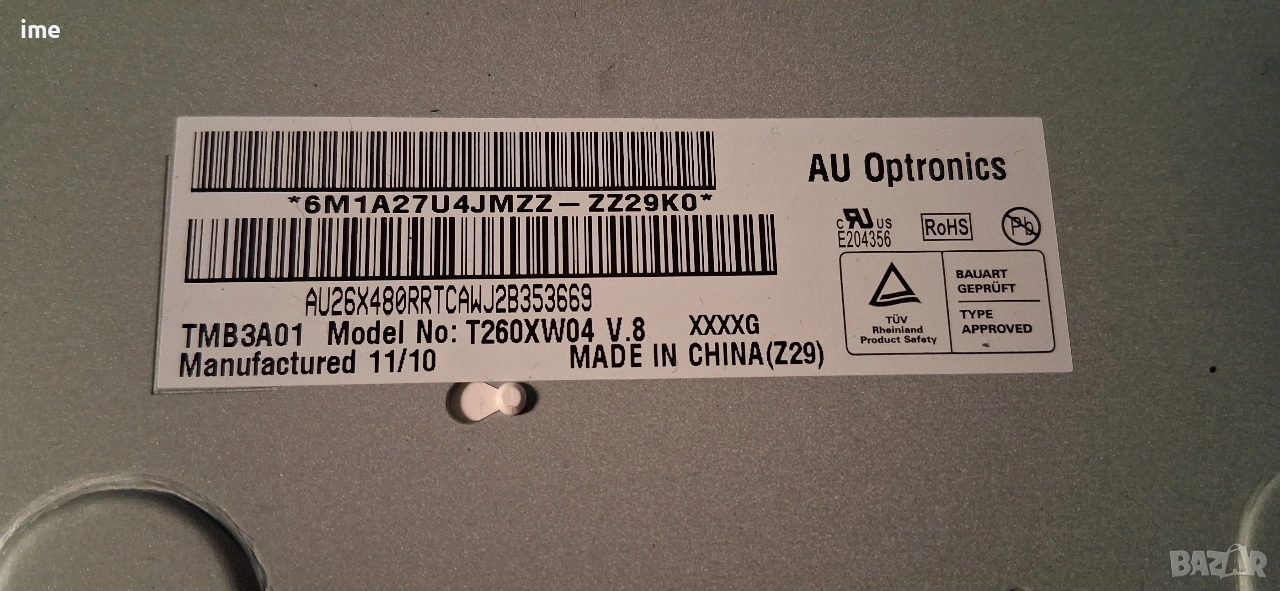 ime
AU Optronics
*6M1A27U4JMZZ-ZZ29K0*
c RU US
E204356
RoHS
Pb
AU26X480RRTCAWJ2B353669
TMB3A01 Model No: T260XW04 V.8 XXXXG
Manufactured 11/10 MADE IN CHINA(Z29)
TÜV
Rheinland
Product Safety
BAUART
GEPRÜFT
TYPE
APPROVED
BAZAR